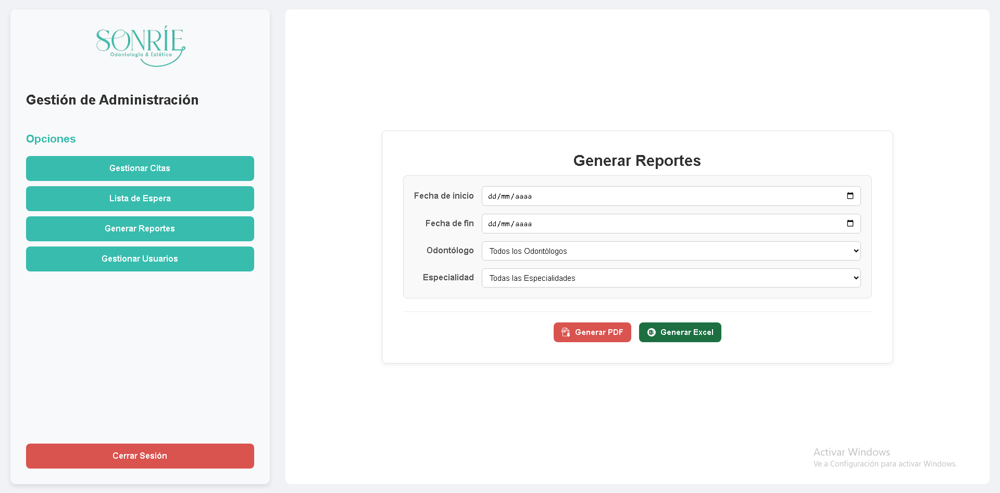 SONRÍE
Odontología & Estética
Gestión de Administración
Opciones
Gestionar Citas
Lista de Espera
Generar Reportes
Gestionar Usuarios
Cerrar Sesión
Generar Reportes
Fecha de inicio dd/mm/aaaa
Fecha de fin dd/mm/aaaa
Odontólogo Todos los Odontólogos
Especialidad Todas las Especialidades
Generar PDF Generar Excel
Activar Windows
Ve a Configuración para activar Windows.